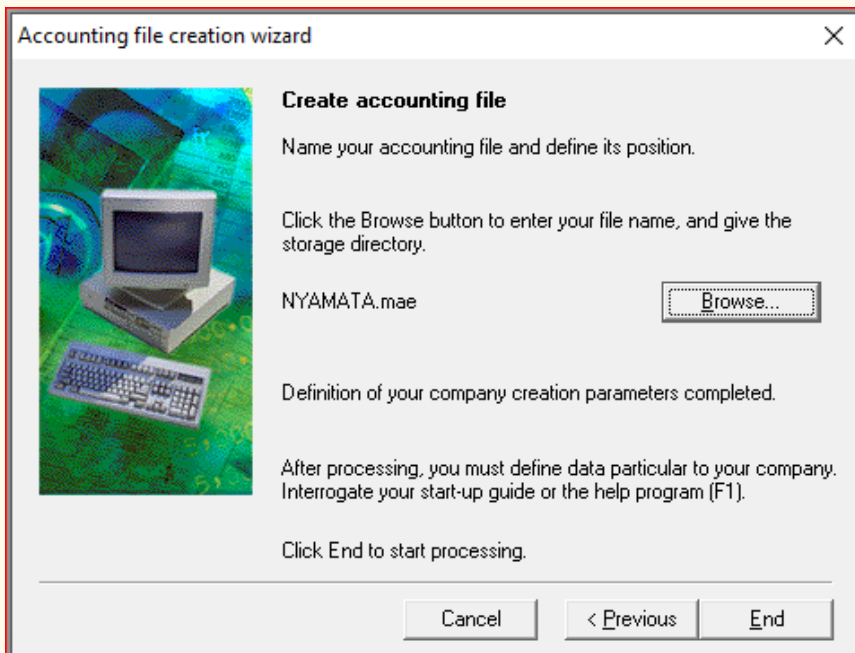 Accounting file creation wizard
Create accounting file
Name your accounting file and define its position.
Click the Browse button to enter your file name, and give the
storage directory.
NYAMATA.mae
Browse...
Definition of your company creation parameters completed.
After processing, you must define data particular to your company.
Interrogate your start-up guide or the help program (F1).
Click End to start processing.
Cancel
< Previous
End